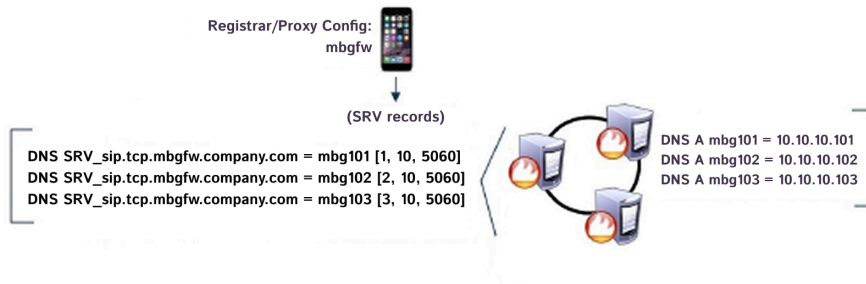 Registrar/Proxy Config:
mbgfw
(SRV records)
DNS SRV_sip.tcp.mbgfw.company.com = mbg101 [1, 10, 5060]
DNS SRV_sip.tcp.mbgfw.company.com = mbg102 [2, 10, 5060]
DNS SRV_sip.tcp.mbgfw.company.com = mbg103 [3, 10, 5060]
DNS A mbg101 = 10.10.10.101
DNS A mbg102 = 10.10.10.102
DNS A mbg103 = 10.10.10.103